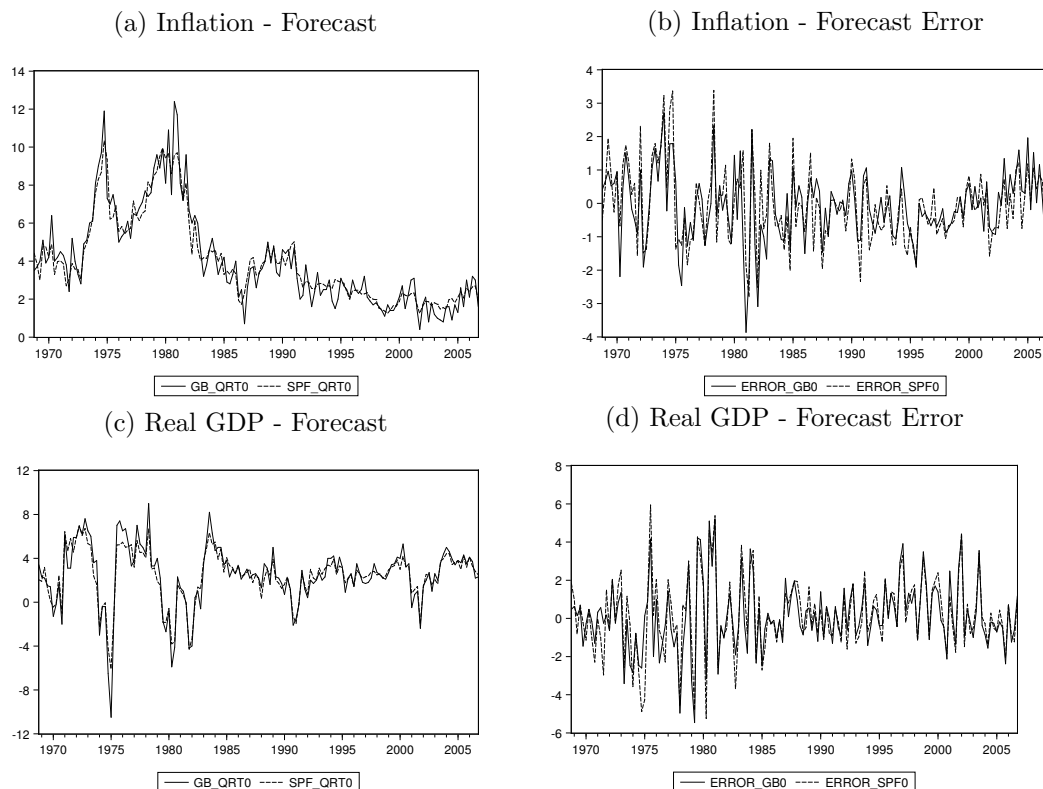 (a) Inflation - Forecast
14
12
10
8
6
4
2
0
1970 1975 1980 1985 1990 1995 2000 2005
GB_QRT0 SPF_QRT0
(b) Inflation - Forecast Error
4
3
2
1
0
-1
-2
-3
-4
1970 1975 1980 1985 1990 1995 2000 2005
ERROR_GB0 ERROR_SPF0
(c) Real GDP - Forecast
12
8
4
0
-4
-8
-12
1970 1975 1980 1985 1990 1995 2000 2005
GB_QRT0 SPF_QRT0
(d) Real GDP - Forecast Error
8
6
4
2
0
-2
-4
-6
1970 1975 1980 1985 1990 1995 2000 2005
ERROR_GB0 ERROR_SPF0